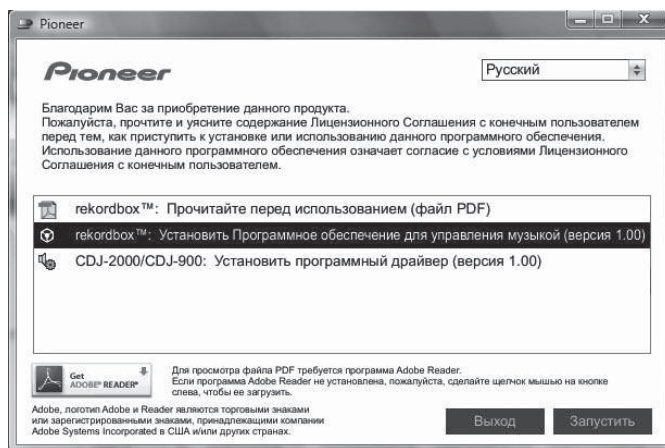 Pioneer
Pioneer
Русский
Благодарим Вас за приобретение данного продукта.
Пожалуйста, прочтите и уясните содержание Лицензионного Соглашения с конечным пользователем
перед тем, как приступить к установке или использованию данного программного обеспечения.
Использование данного программного обеспечения означает согласие с условиями Лицензионного
Соглашения с конечным пользователем.
rekordbox™: Прочитайте перед использованием (файл PDF)
rekordbox™: Установить Программное обеспечение для управления музыкой (версия 1.00)
CDJ-2000/CDJ-900: Установить программный драйвер (версия 1.00)
Get
ADOBE® READER®
Для просмотра файла PDF требуется программа Adobe Reader.
Если программа Adobe Reader не установлена, пожалуйста, сделайте щелчок мышью на кнопке
слева, чтобы ее загрузить.
Adobe, логотип Adobe и Reader являются торговыми знаками
или зарегистрированными знаками, принадлежащими компании
Adobe Systems Incorporated в США и/или других странах.
Выход
Запустить